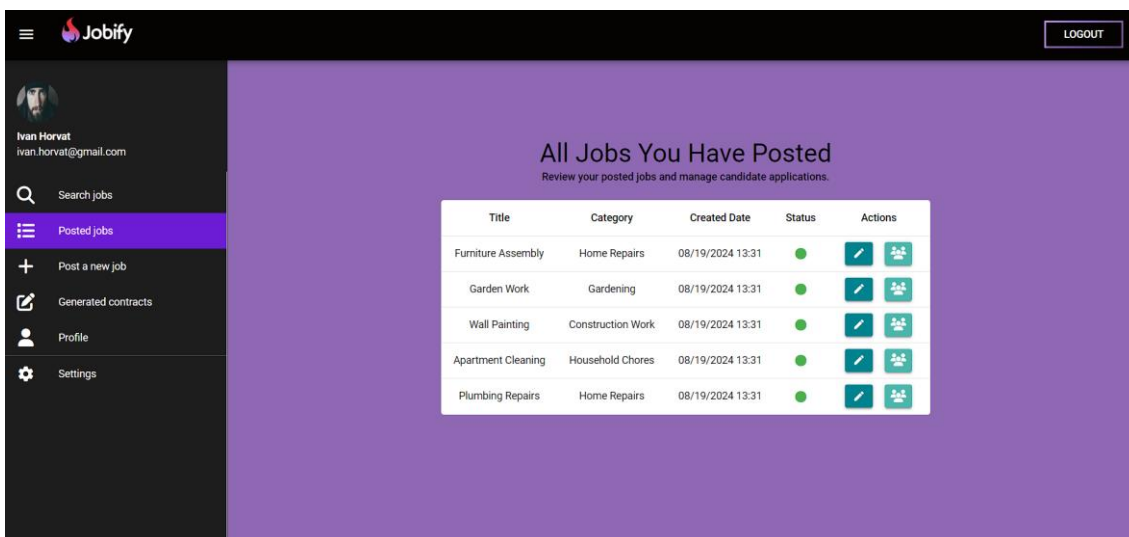 Jobify
LOGOUT
Ivan Horvat
ivan.horvat@gmail.com
Search jobs
Posted jobs
Post a new job
Generated contracts
Profile
Settings
All Jobs You Have Posted
Review your posted jobs and manage candidate applications.
Title Category Created Date Status Actions
Furniture Assembly Home Repairs 08/19/2024 13:31
Garden Work Gardening 08/19/2024 13:31
Wall Painting Construction Work 08/19/2024 13:31
Apartment Cleaning Household Chores 08/19/2024 13:31
Plumbing Repairs Home Repairs 08/19/2024 13:31